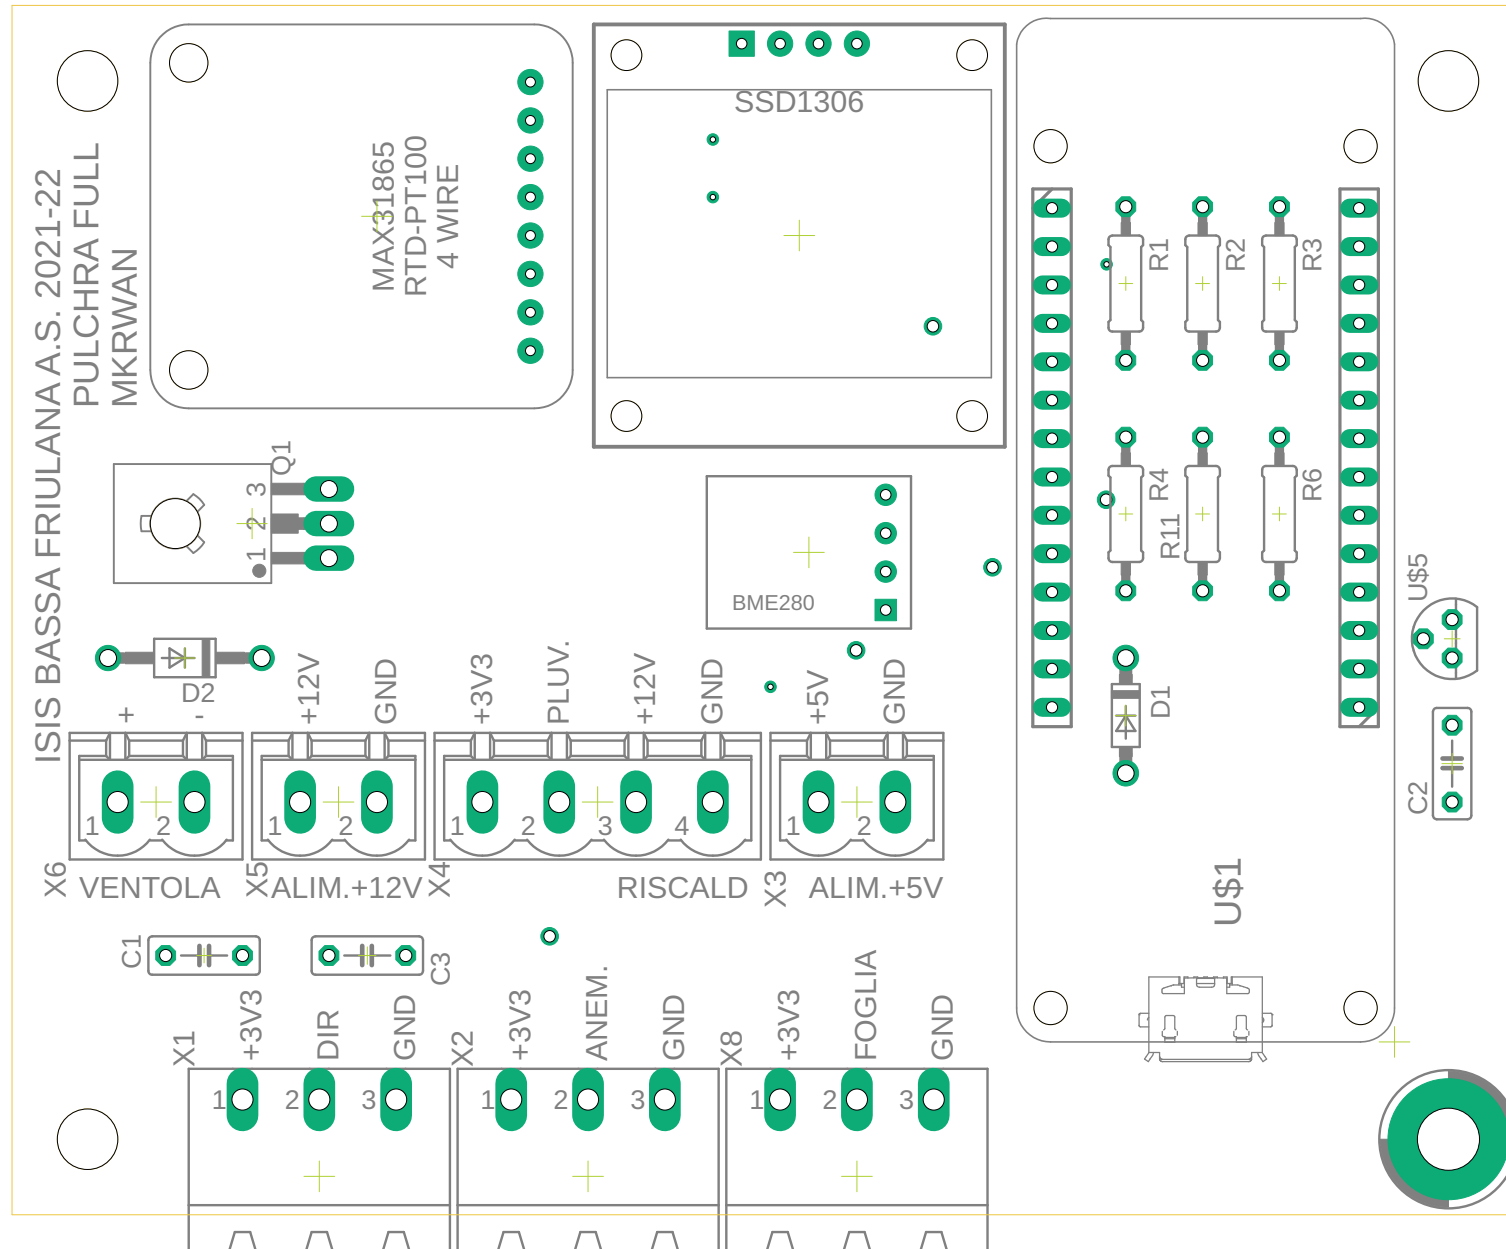 ISIS BASSA FRIULANA A.S. 2021-22
PULCHRA FULL
MKRWAN
MAX31865
RTD-PT100
4 WIRE
SSD1306
R1
R2
R3
R4
R11
R6
Q1
3
2
1
BME280
U$5
D2
D1
C2
+
-
+12V
GND
+3V3
PLUV.
+12V
GND
+5V
GND
1
2
1
2
1
2
3
4
1
2
X6
VENTOLA
X5
ALIM.+12V
X4
RISCALD
X3
ALIM.+5V
U$1
C1
C3
X1
+3V3
DIR
GND
X2
+3V3
ANEM.
GND
X8
+3V3
FOGLIA
GND
1
2
3
1
2
3
1
2
3